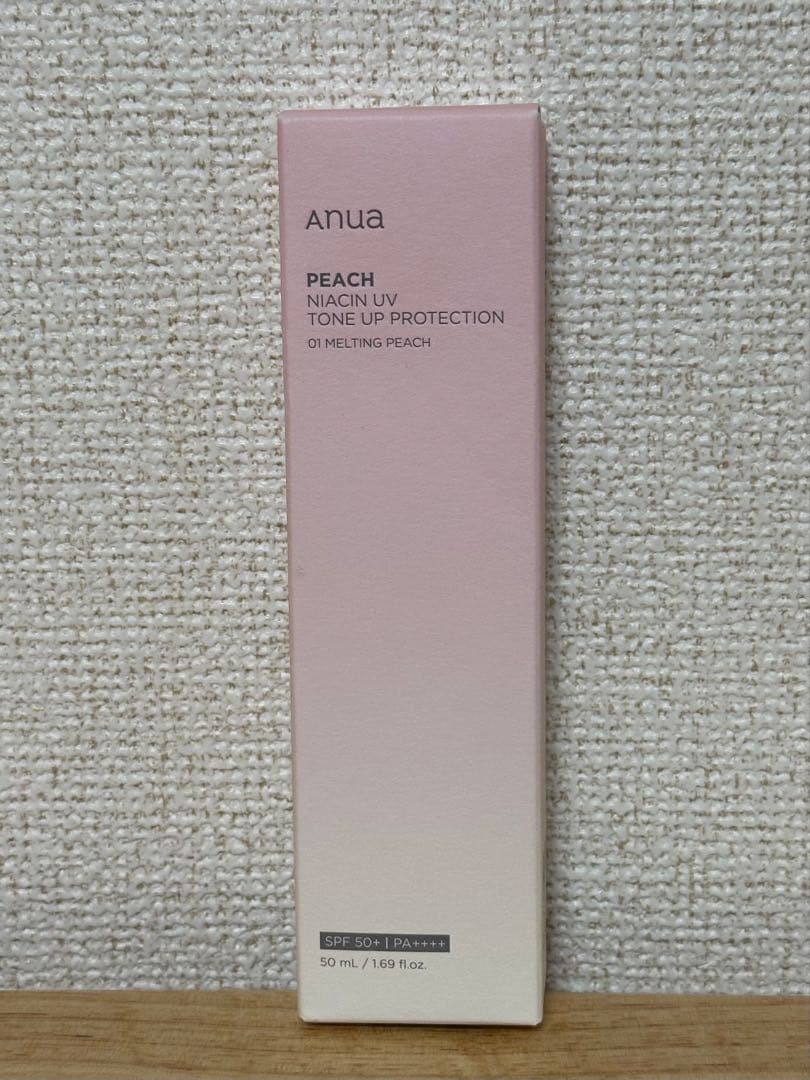 Anua
PEACH
NIACIN UV
TONE UP PROTECTION
01 MELTING PEACH
SPF 50+ | PA++++
50 mL / 1.69 fl.oz.